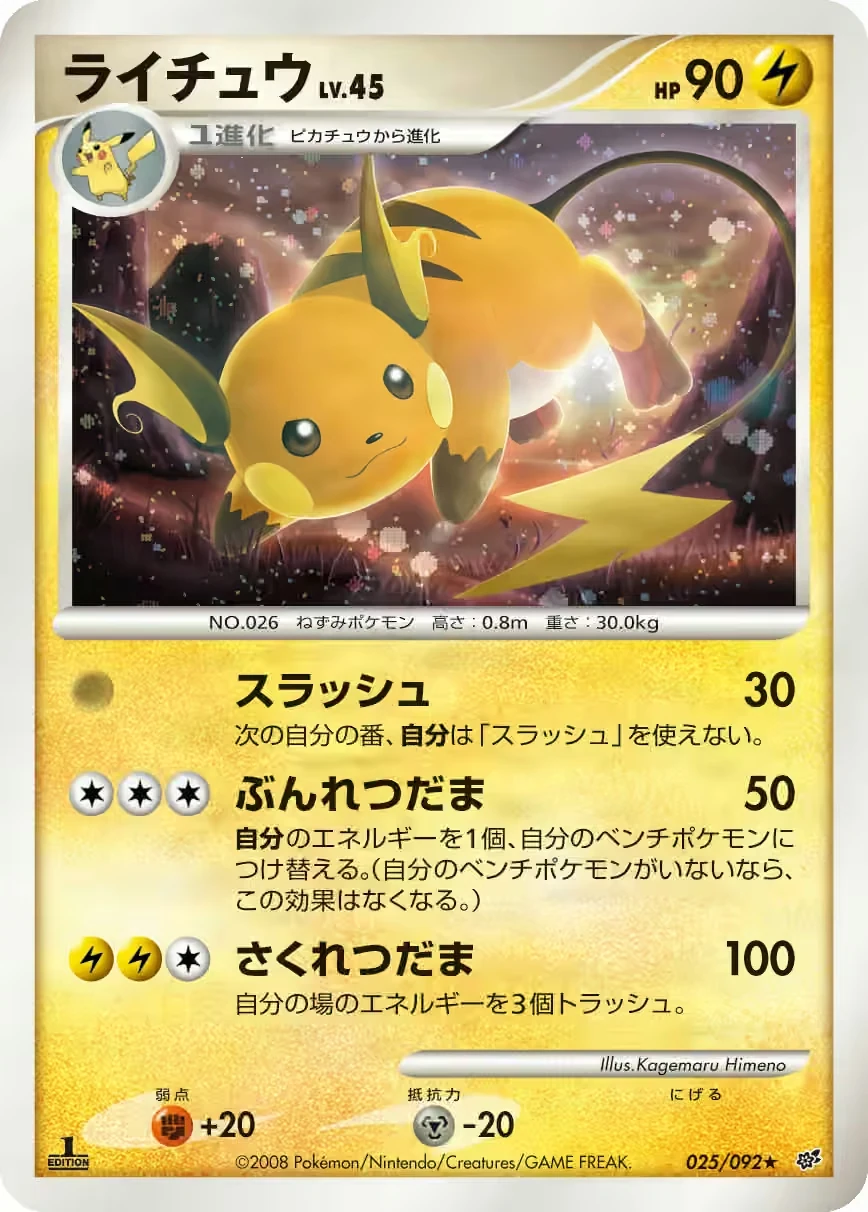 ライチュウ LV.45 HP 90
1進化 ピカチュウから進化
NO.026 ねずみポケモン 高さ：0.8m 重さ：30.0kg
スラッシュ 30
次の自分の番、自分は「スラッシュ」を使えない。
ぶんれつだま 50
自分のエネルギーを1個、自分のベンチポケモンに
つけ替える。（自分のベンチポケモンがいないなら、
この効果はなくなる。）
さくれつだま 100
自分の場のエネルギーを3個トラッシュ。
Illus.Kagemaru Himeno
弱点 抵抗力 にげる
+20 -20
1 EDITION
©2008 Pokémon/Nintendo/Creatures/GAME FREAK. 025/092★